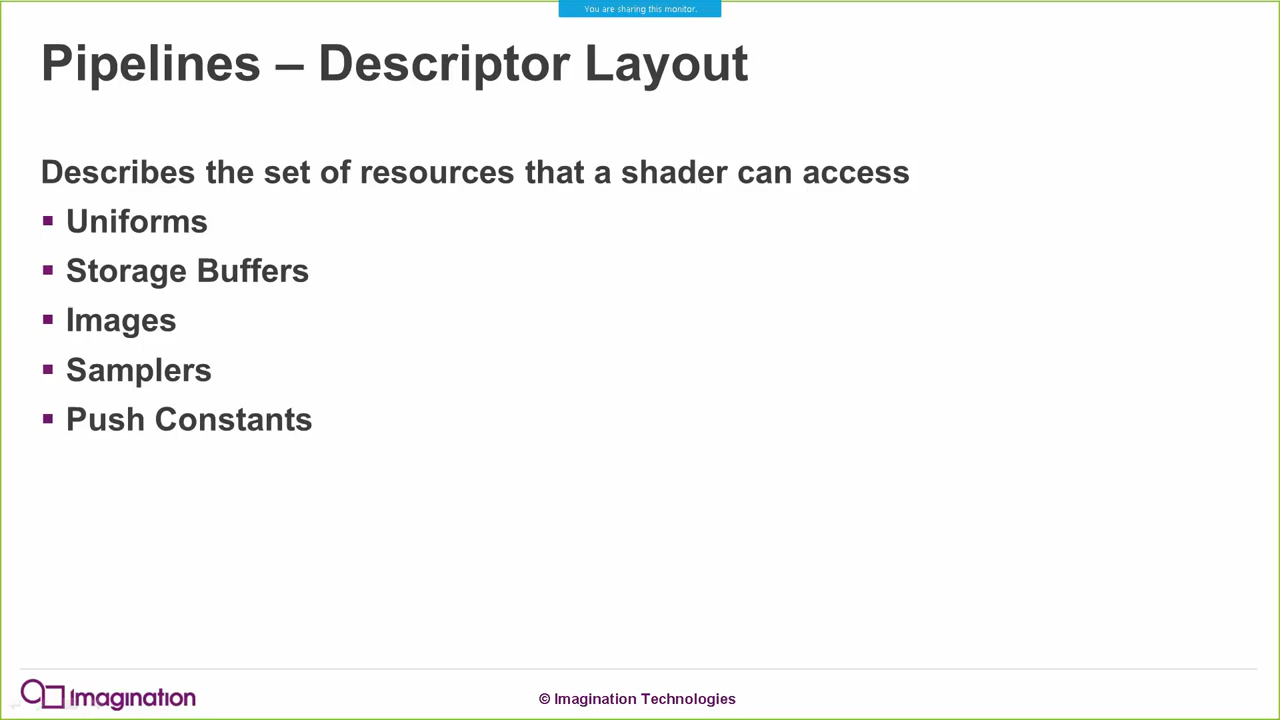 You are sharing this monitor.
Pipelines – Descriptor Layout
Describes the set of resources that a shader can access
▪ Uniforms
▪ Storage Buffers
▪ Images
▪ Samplers
▪ Push Constants
Imagination
© Imagination Technologies